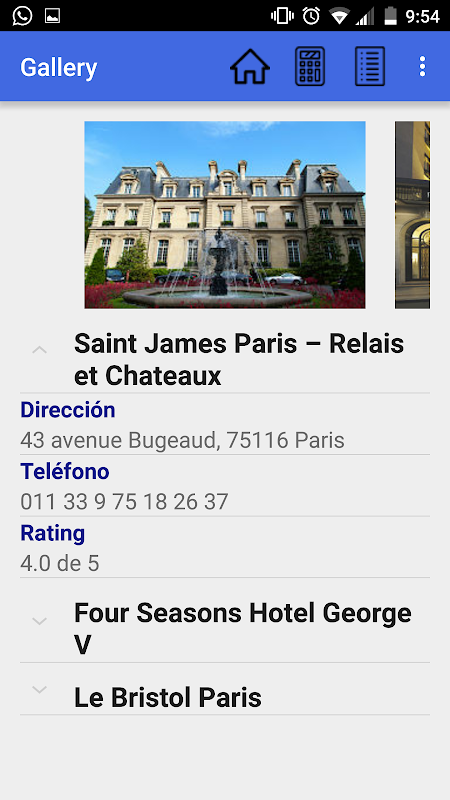 9:54
Gallery
Saint James Paris – Relais
et Chateaux
Dirección
43 avenue Bugeaud, 75116 Paris
Teléfono
011 33 9 75 18 26 37
Rating
4.0 de 5
Four Seasons Hotel George
V
Le Bristol Paris